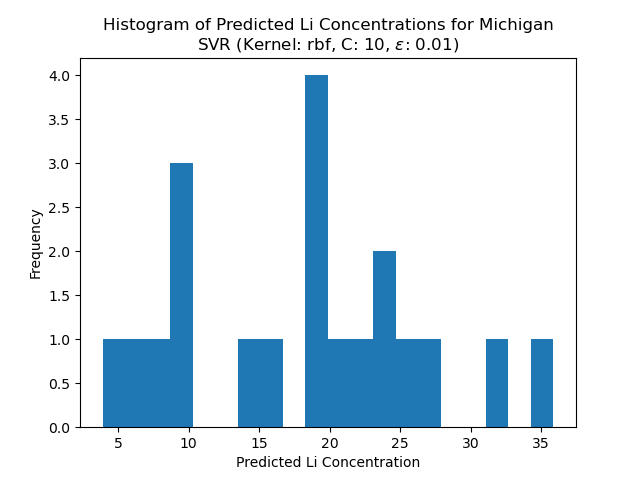 Histogram of Predicted Li Concentrations for Michigan
SVR (Kernel: rbf, C: 10, ε: 0.01)
4.0
3.5
3.0
2.5
2.0
1.5
1.0
0.5
0.0
Frequency
5 10 15 20 25 30 35
Predicted Li Concentration